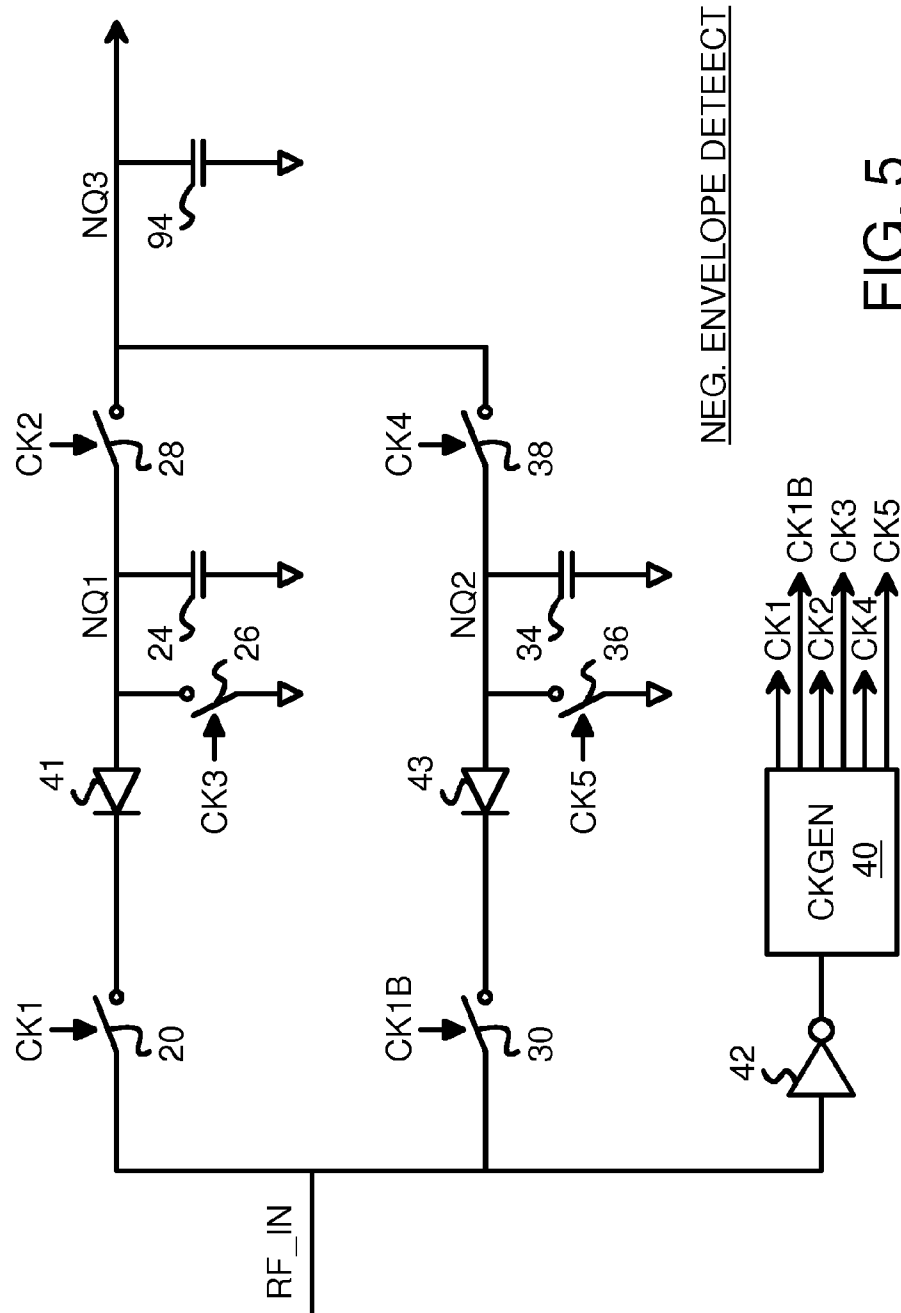 RF_IN
CK1
20
41
CK3
26
24
NQ1
CK2
28
NQ3
94
CK1B
30
43
CK5
36
34
NQ2
CK4
38
42
CKGEN
40
CK1
CK1B
CK2
CK3
CK4
CK5
NEG. ENVELOPE DETEECT
FIG. 5